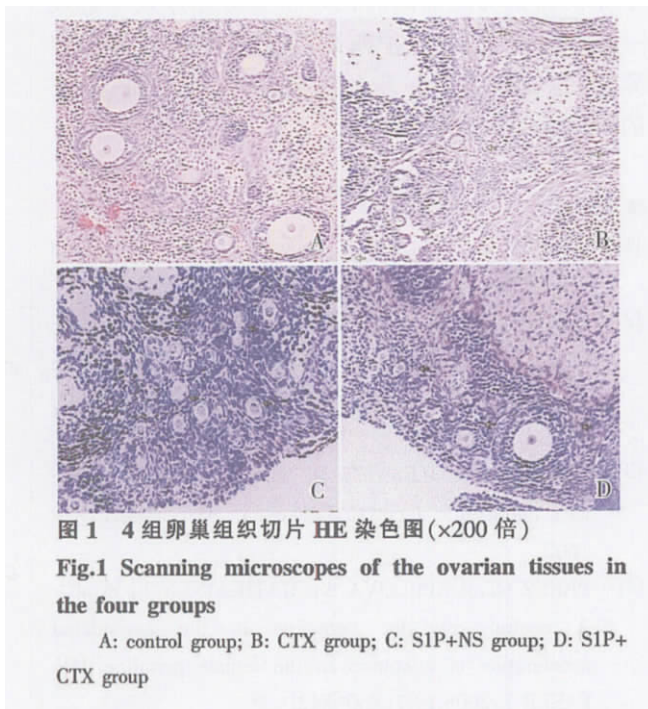 A
B
C
D
图 1 4 组卵巢组织切片 HE 染色图(×200 倍)
Fig.1 Scanning microscopes of the ovarian tissues in
the four groups
A: control group; B: CTX group; C: S1P+NS group; D: S1P+
CTX group